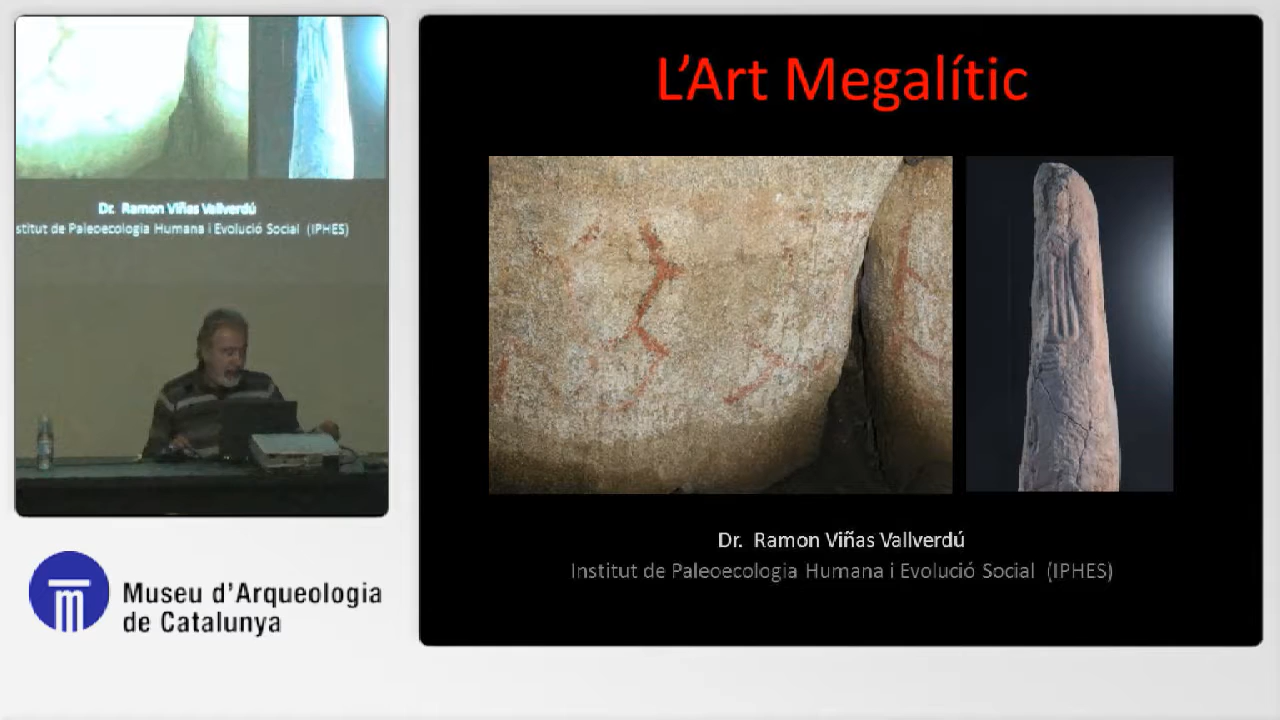 Dr. Ramon Viñas Vallverdú
stitut de Paleoecologia Humana i Evolució Social (IPHES)
Museu d'Arqueologia
de Catalunya
L'Art Megalític
Dr. Ramon Viñas Vallverdú
Institut de Paleoecologia Humana i Evolució Social (IPHES)